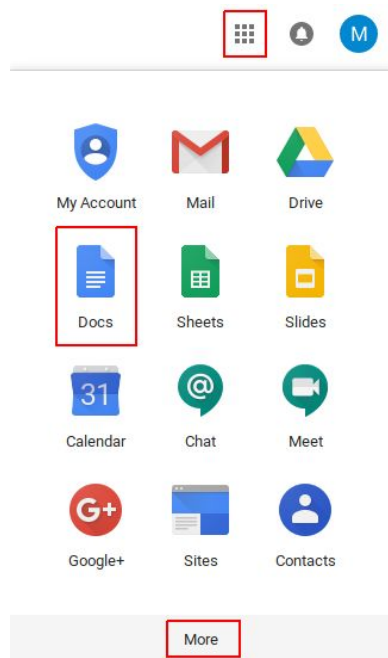 M
My Account Mail Drive
Docs Sheets Slides
31
Calendar Chat Meet
G+
Google+ Sites Contacts
More